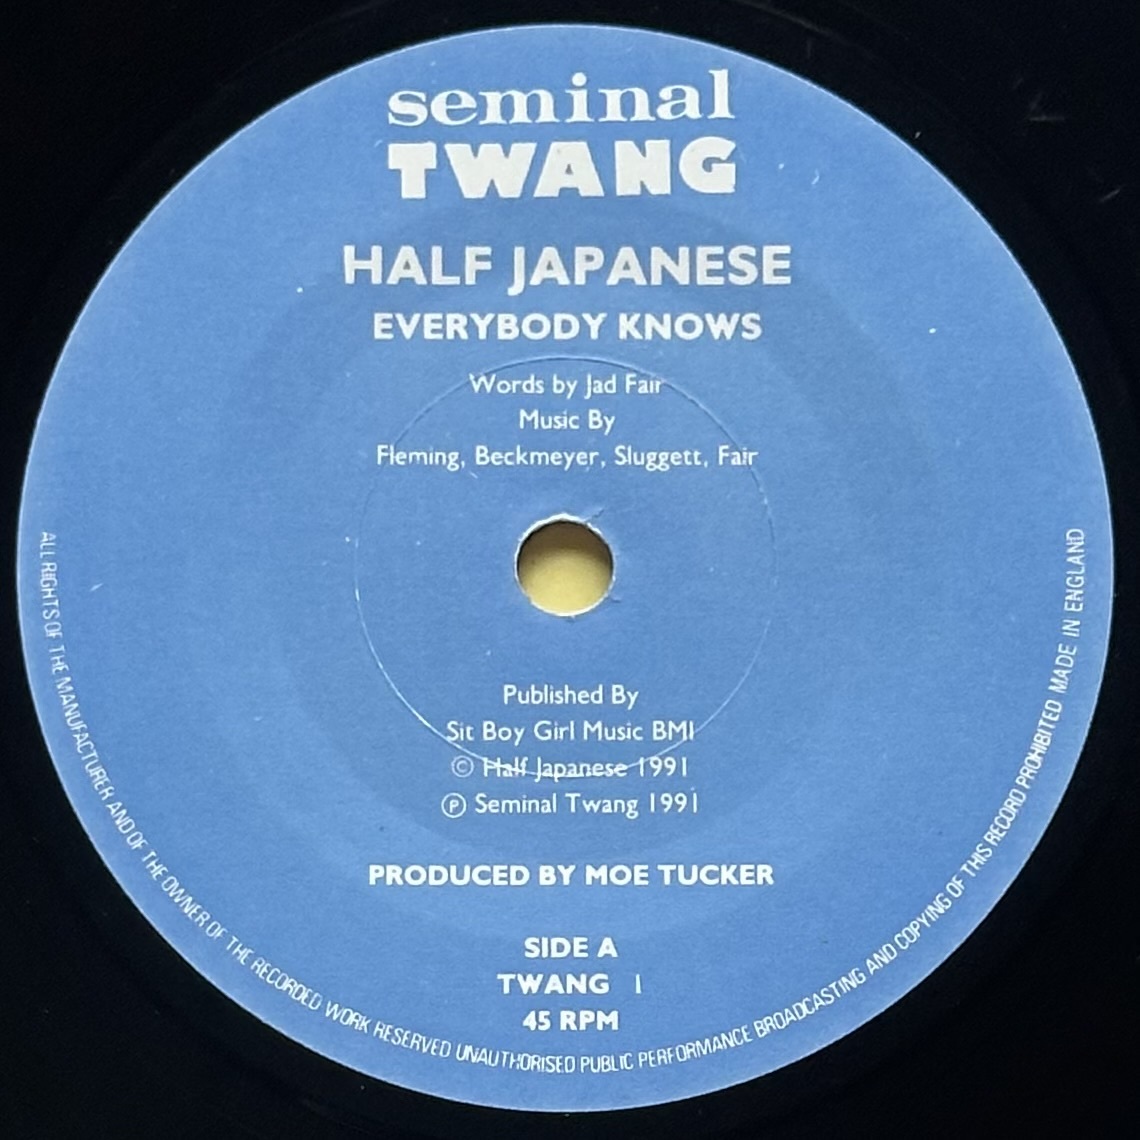 seminal
TWANG
HALF JAPANESE
EVERYBODY KNOWS
Words by Jad Fair
Music By
Fleming, Beckmeyer, Sluggett, Fair
Published By
Sit Boy Girl Music BMI
© Half Japanese 1991
℗ Seminal Twang 1991
PRODUCED BY MOE TUCKER
SIDE A
TWANG 1
45 RPM
ALL RIGHTS OF THE MANUFACTURER AND OF THE OWNER OF THE RECORDED WORK RESERVED UNAUTHORISED PUBLIC PERFORMANCE BROADCASTING AND COPYING OF THIS RECORD PROHIBITED MADE IN ENGLAND